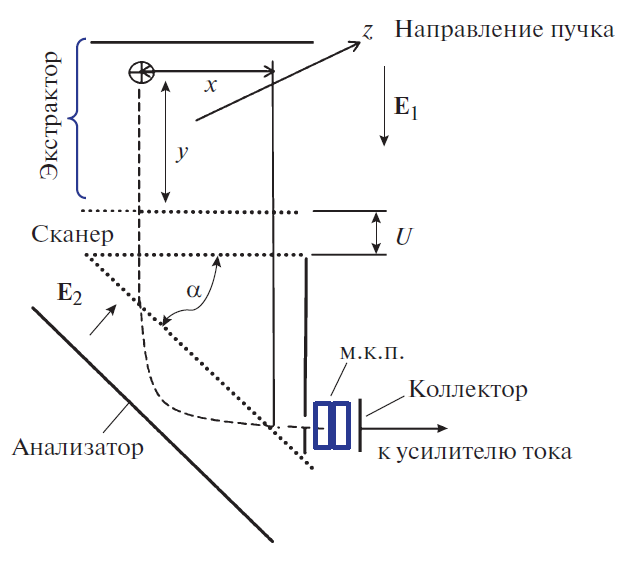 z Направление пучка
Экстрактор
x
E₁
y
Сканер
U
E₂
α
м.к.п.
Коллектор
Анализатор
к усилителю тока